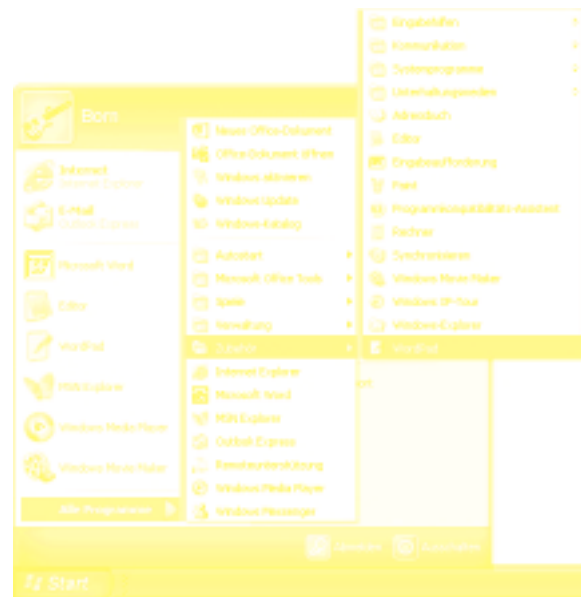 Born
Internet
Internet Explorer
E-Mail
Outlook Express
Microsoft Word
Editor
WordPad
MSN Explorer
Windows Media Player
Windows Movie Maker
Alle Programme
Neues Office-Dokument
Office-Dokument öffnen
Windows aktivieren
Windows Update
Windows-Katalog
Autostart
Microsoft Office Tools
Spiele
Verwaltung
Zubehör
Internet Explorer
Microsoft Word
MSN Explorer
Outlook Express
Remoteunterstützung
Windows Media Player
Windows Messenger
Eingabehilfen
Kommunikation
Systemprogramme
Unterhaltungsmedien
Adressbuch
Editor
Eingabeaufforderung
Paint
Programmkompatibilitäts-Assistent
Rechner
Synchronisieren
Windows Movie Maker
Windows XP-Tour
Windows-Explorer
WordPad
Abmelden
Ausschalten
Start